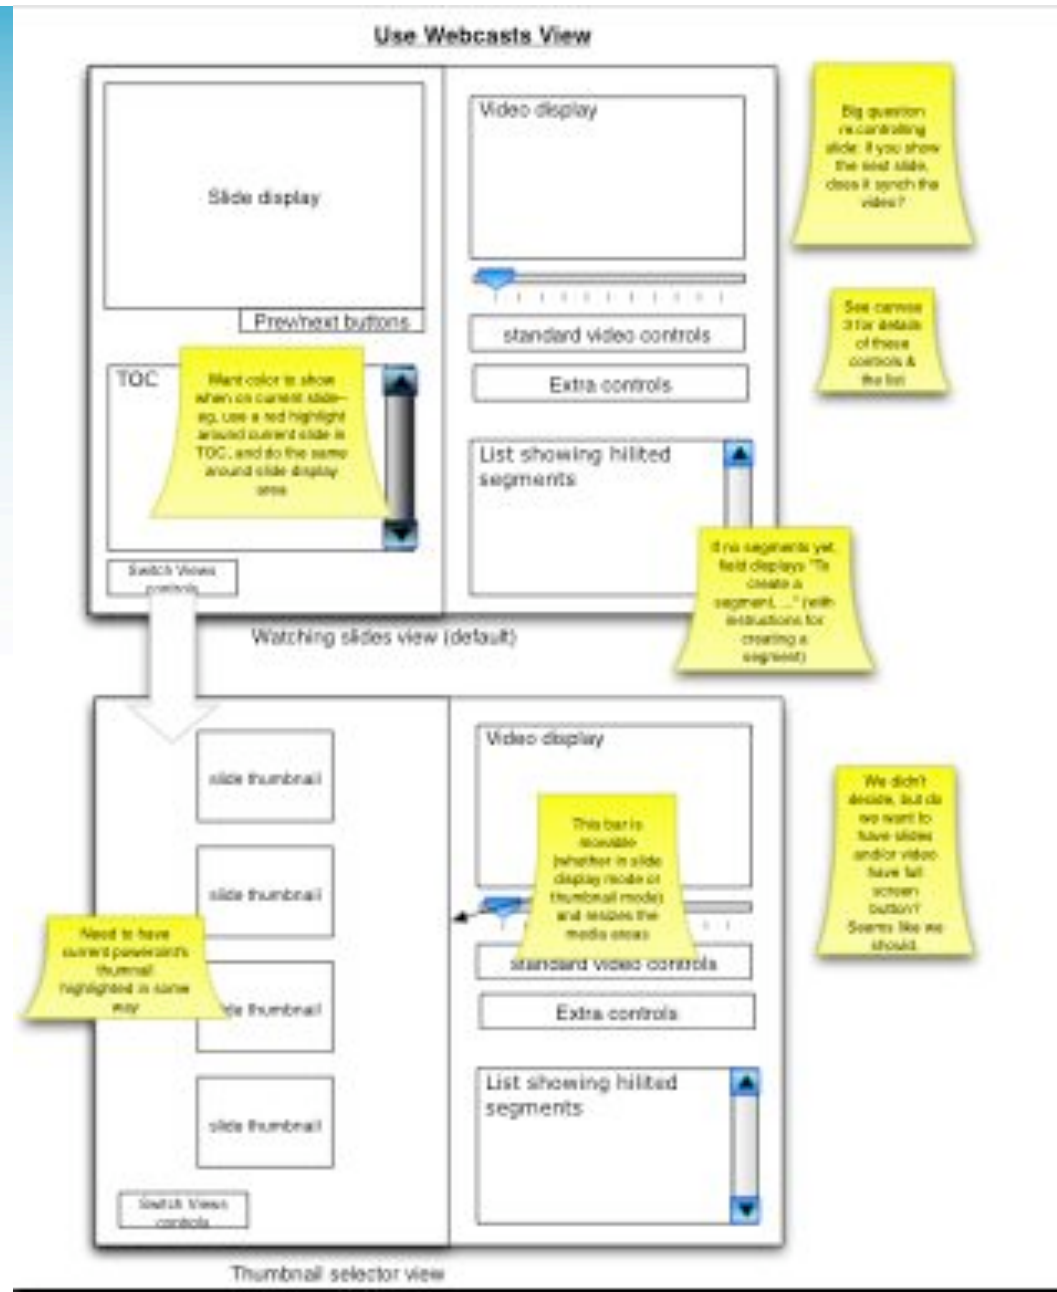 Use Webcasts View
Slide display
Prev/next buttons
TOC
Want color to show
when on current slide--
eg, use a red highlight
around current slide in
TOC, and do the same
around slide display
area
Switch Views
controls
Video display
standard video controls
Extra controls
List showing hilited
segments
Big question
re:controlling
slide: if you show
the next slide,
does it synch the
video?
See canvas
3 for details
of these
controls &
the list
If no segments yet,
field displays "To
create a
segment, ..." (with
instructions for
creating a
segment)
Watching slides view (default)
slide thumbnail
slide thumbnail
slide thumbnail
slide thumbnail
Need to have
current powerpoint's
thumnail
highlighted in some
way
Switch Views
controls
Video display
This bar is
movable
(whether in slide
display mode or
thumbnail mode)
and resizes the
media areas
standard video controls
Extra controls
List showing hilited
segments
We didn't
decide, but do
we want to
have slides
and/or video
have full
screen
button?
Seems like we
should.
Thumbnail selector view